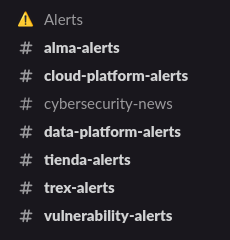 ⚠️ Alerts
# alma-alerts
# cloud-platform-alerts
# cybersecurity-news
# data-platform-alerts
# tienda-alerts
# trex-alerts
# vulnerability-alerts